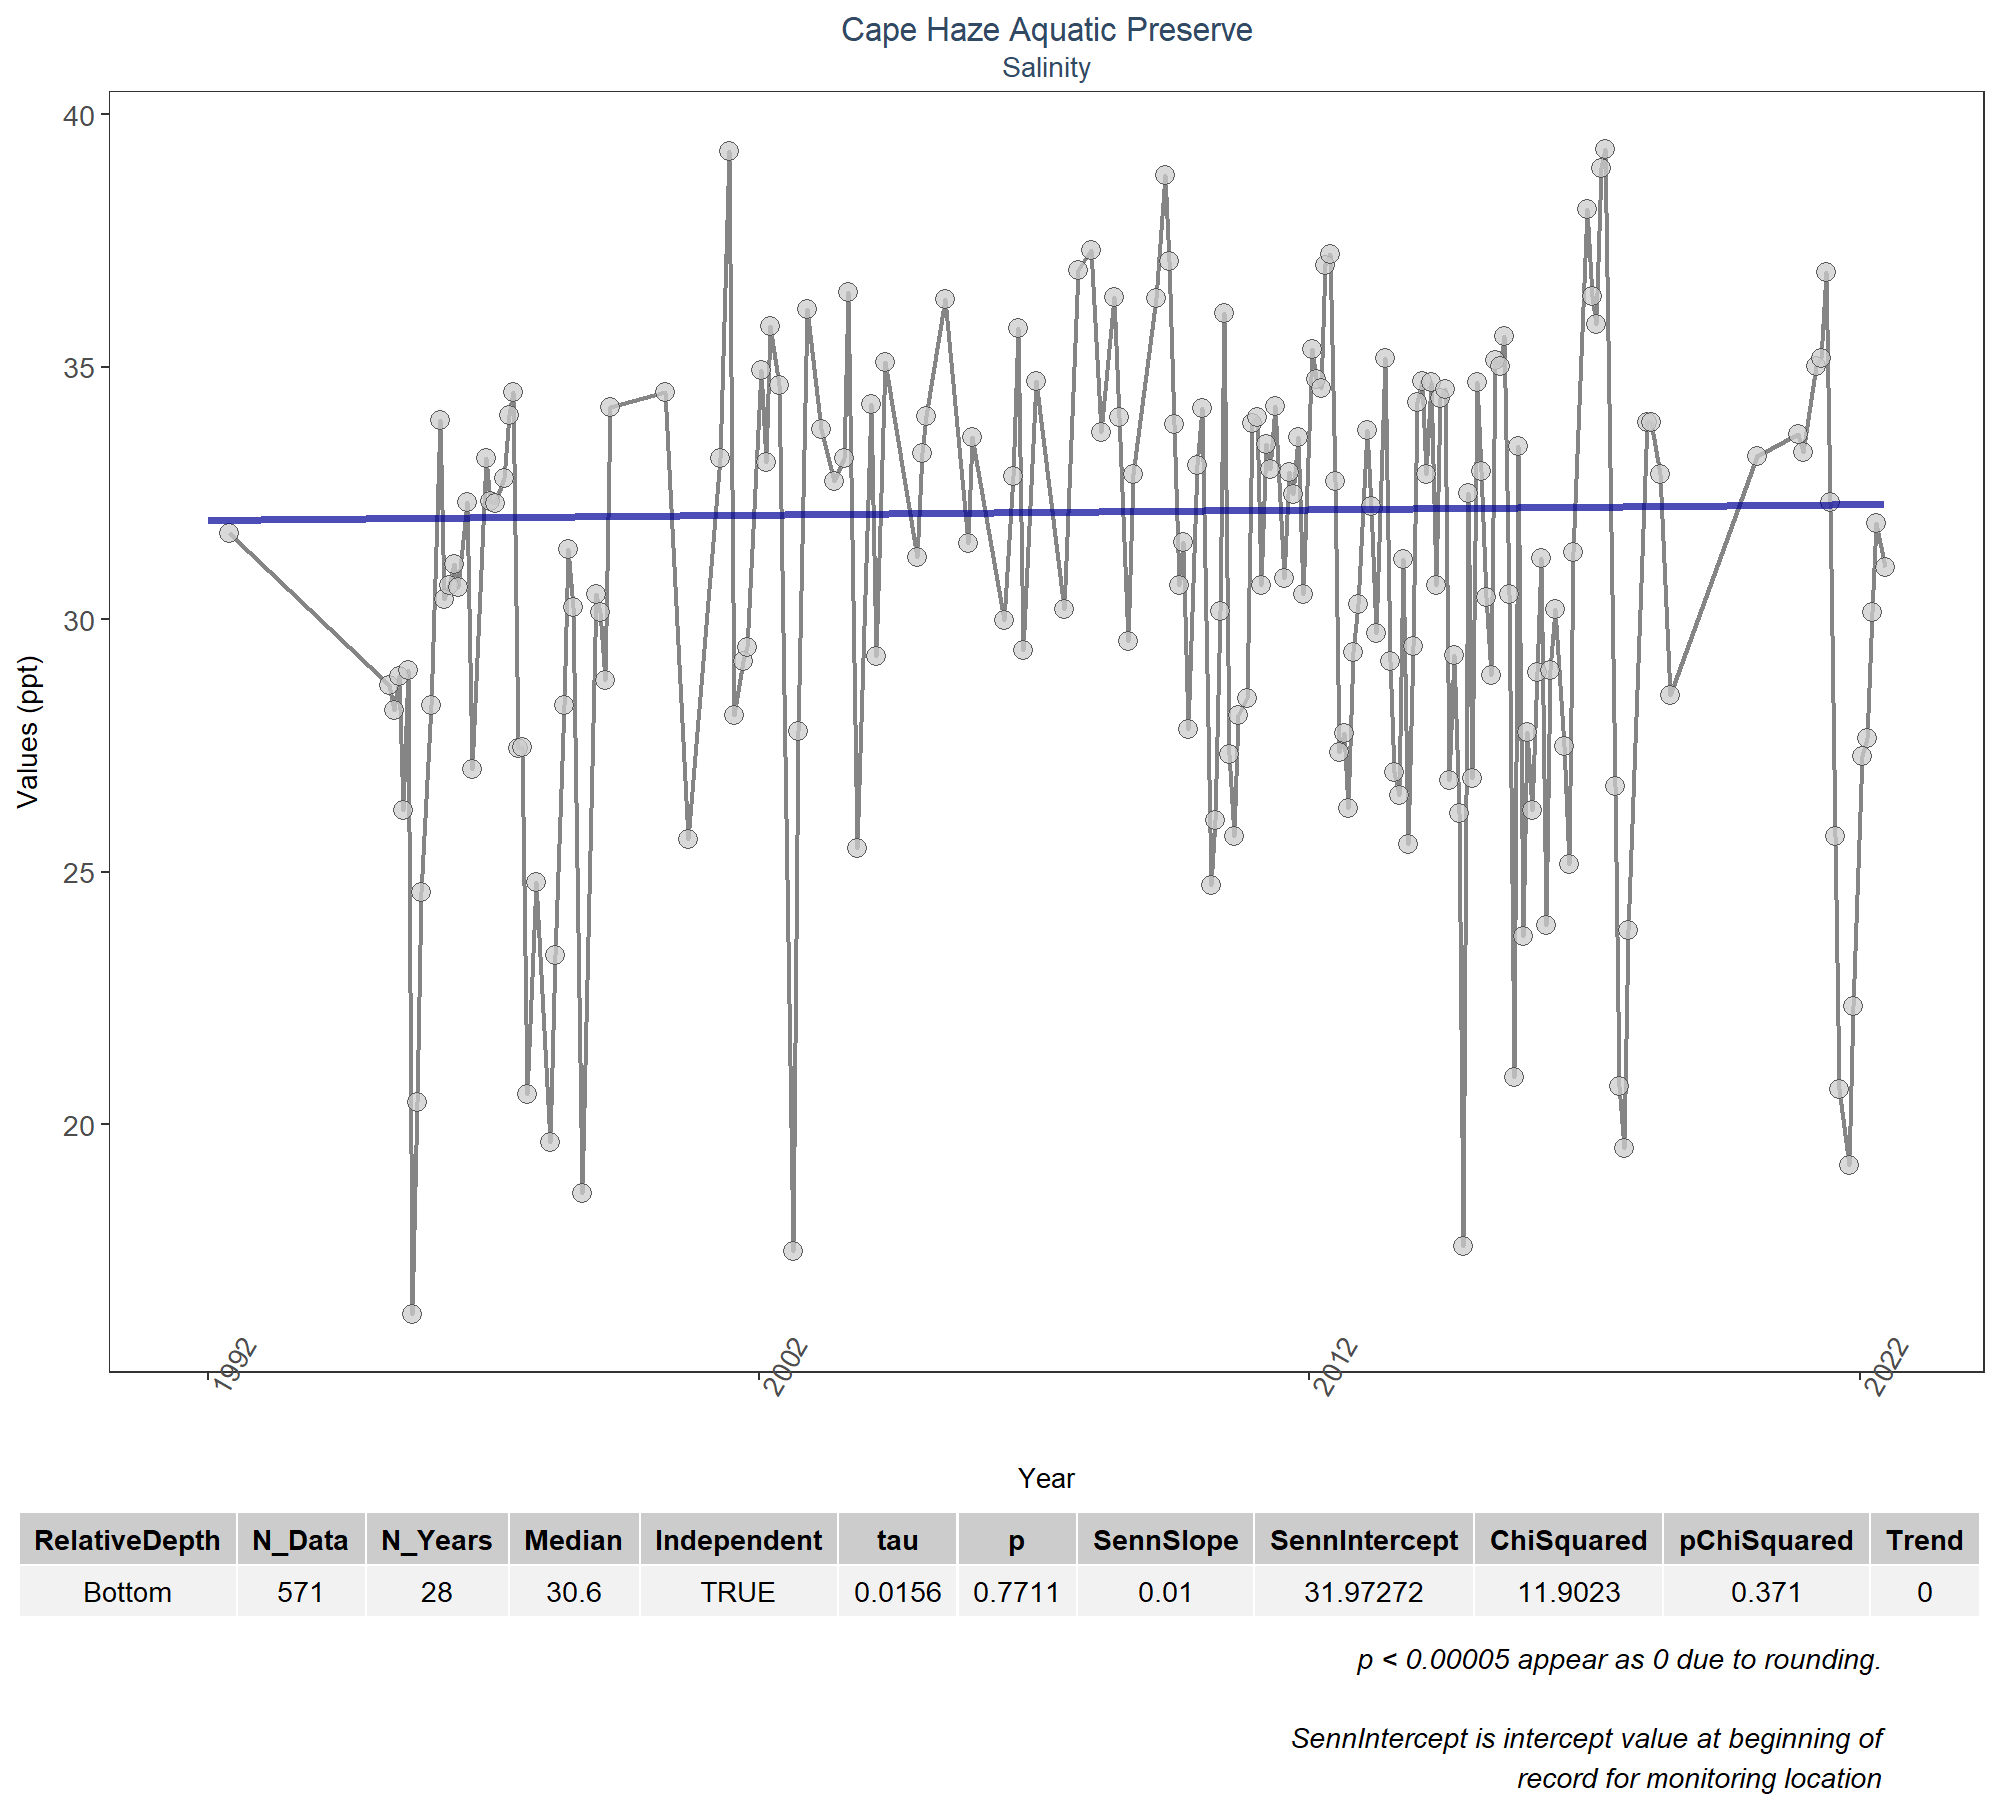 Cape Haze Aquatic Preserve
Salinity
40
35
30
25
20
Values (ppt)
1992
2002
2012
2022
Year
RelativeDepth N_Data N_Years Median Independent tau p SennSlope SennIntercept ChiSquared pChiSquared Trend
Bottom 571 28 30.6 TRUE 0.0156 0.7711 0.01 31.97272 11.9023 0.371 0
p < 0.00005 appear as 0 due to rounding.
SennIntercept is intercept value at beginning of
record for monitoring location